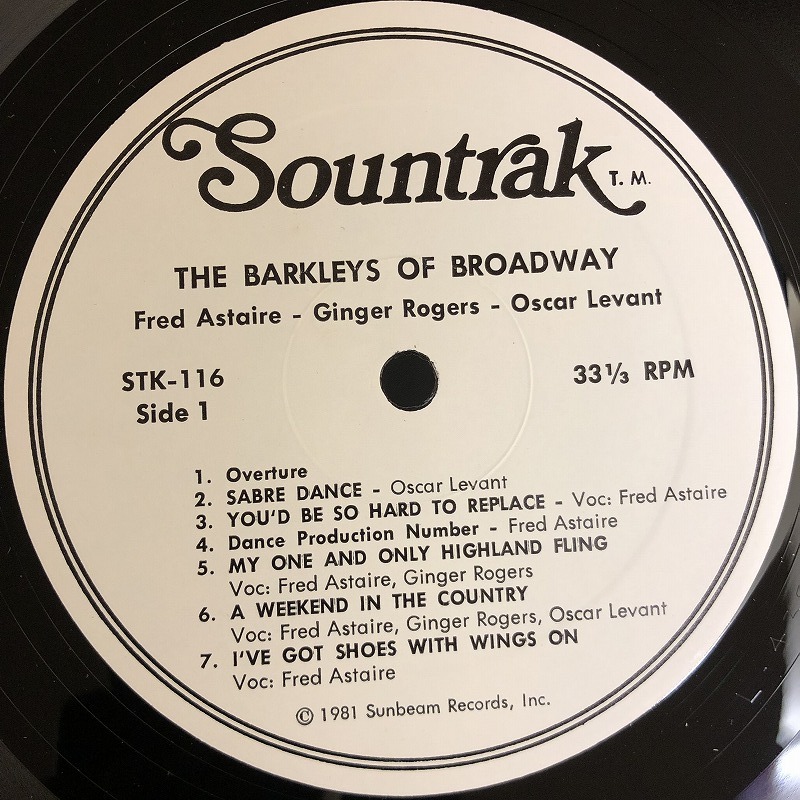 Sountrak T. M.
THE BARKLEYS OF BROADWAY
Fred Astaire - Ginger Rogers - Oscar Levant
STK-116
33⅓ RPM
Side 1
1. Overture
2. SABRE DANCE - Oscar Levant
3. YOU'D BE SO HARD TO REPLACE - Voc: Fred Astaire
4. Dance Production Number - Fred Astaire
5. MY ONE AND ONLY HIGHLAND FLING
Voc: Fred Astaire, Ginger Rogers
6. A WEEKEND IN THE COUNTRY
Voc: Fred Astaire, Ginger Rogers, Oscar Levant
7. I'VE GOT SHOES WITH WINGS ON
Voc: Fred Astaire
© 1981 Sunbeam Records, Inc.